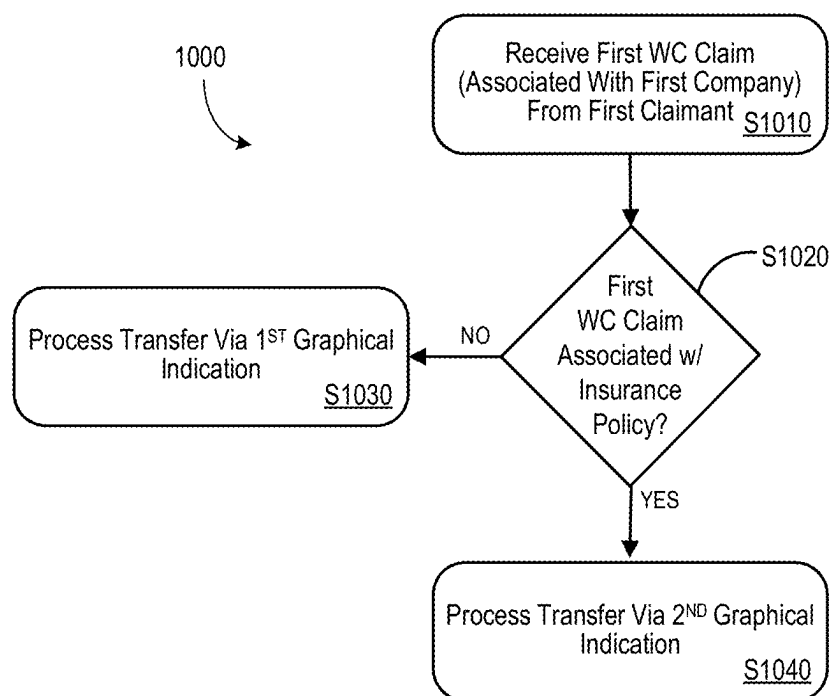 1000
Receive First WC Claim
(Associated With First Company)
From First Claimant
S1010
S1020
First
WC Claim
Associated w/
Insurance
Policy?
NO
Process Transfer Via 1ST Graphical
Indication
S1030
YES
Process Transfer Via 2ND Graphical
Indication
S1040